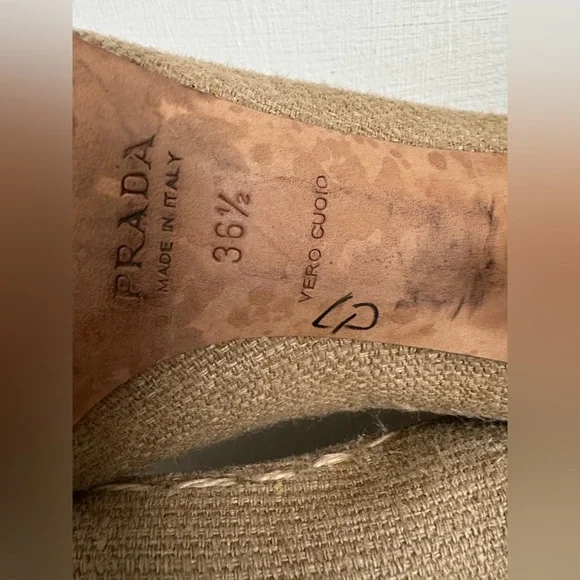 PRADA
MADE IN ITALY
36½
VERO CUOIO